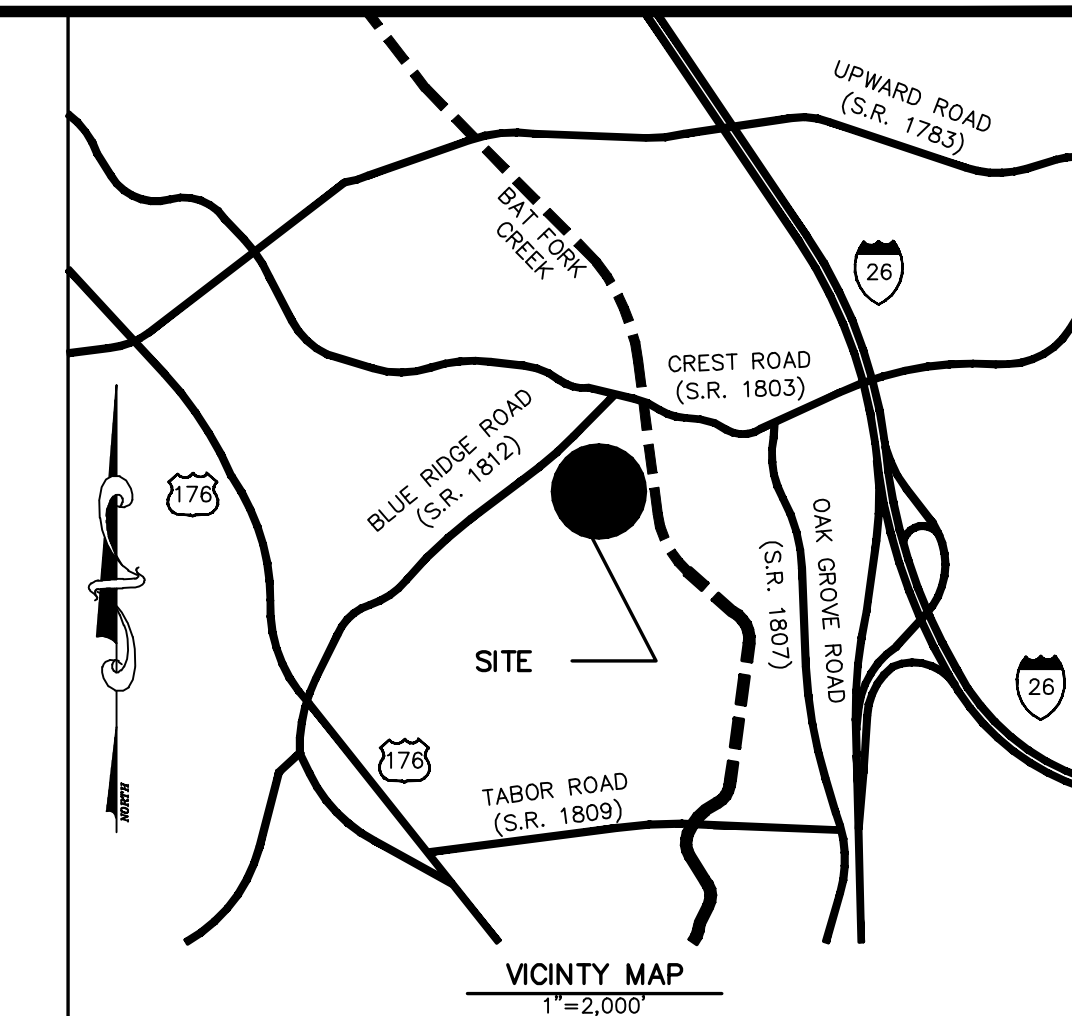 UPWARD ROAD
(S.R. 1783)
BAT FORK
CREEK
26
CREST ROAD
(S.R. 1803)
BLUE RIDGE ROAD
(S.R. 1812)
176
OAK GROVE ROAD
(S.R. 1807)
SITE
26
176
TABOR ROAD
(S.R. 1809)
NORTH
VICINTY MAP
1"=2,000'